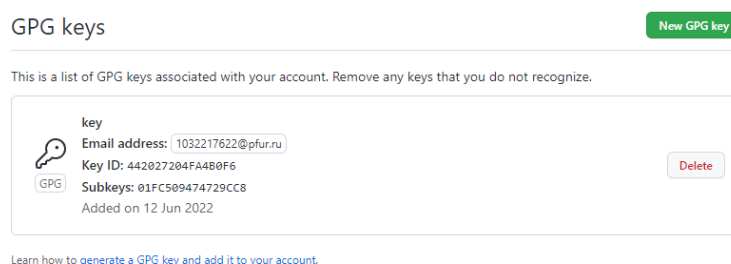 GPG keys
New GPG key
This is a list of GPG keys associated with your account. Remove any keys that you do not recognize.
key
Email address: 1032217622@pfur.ru
Key ID: 442027204FA4B0F6
Subkeys: 01FC509474729CC8
Added on 12 Jun 2022
GPG
Delete
Learn how to generate a GPG key and add it to your account.